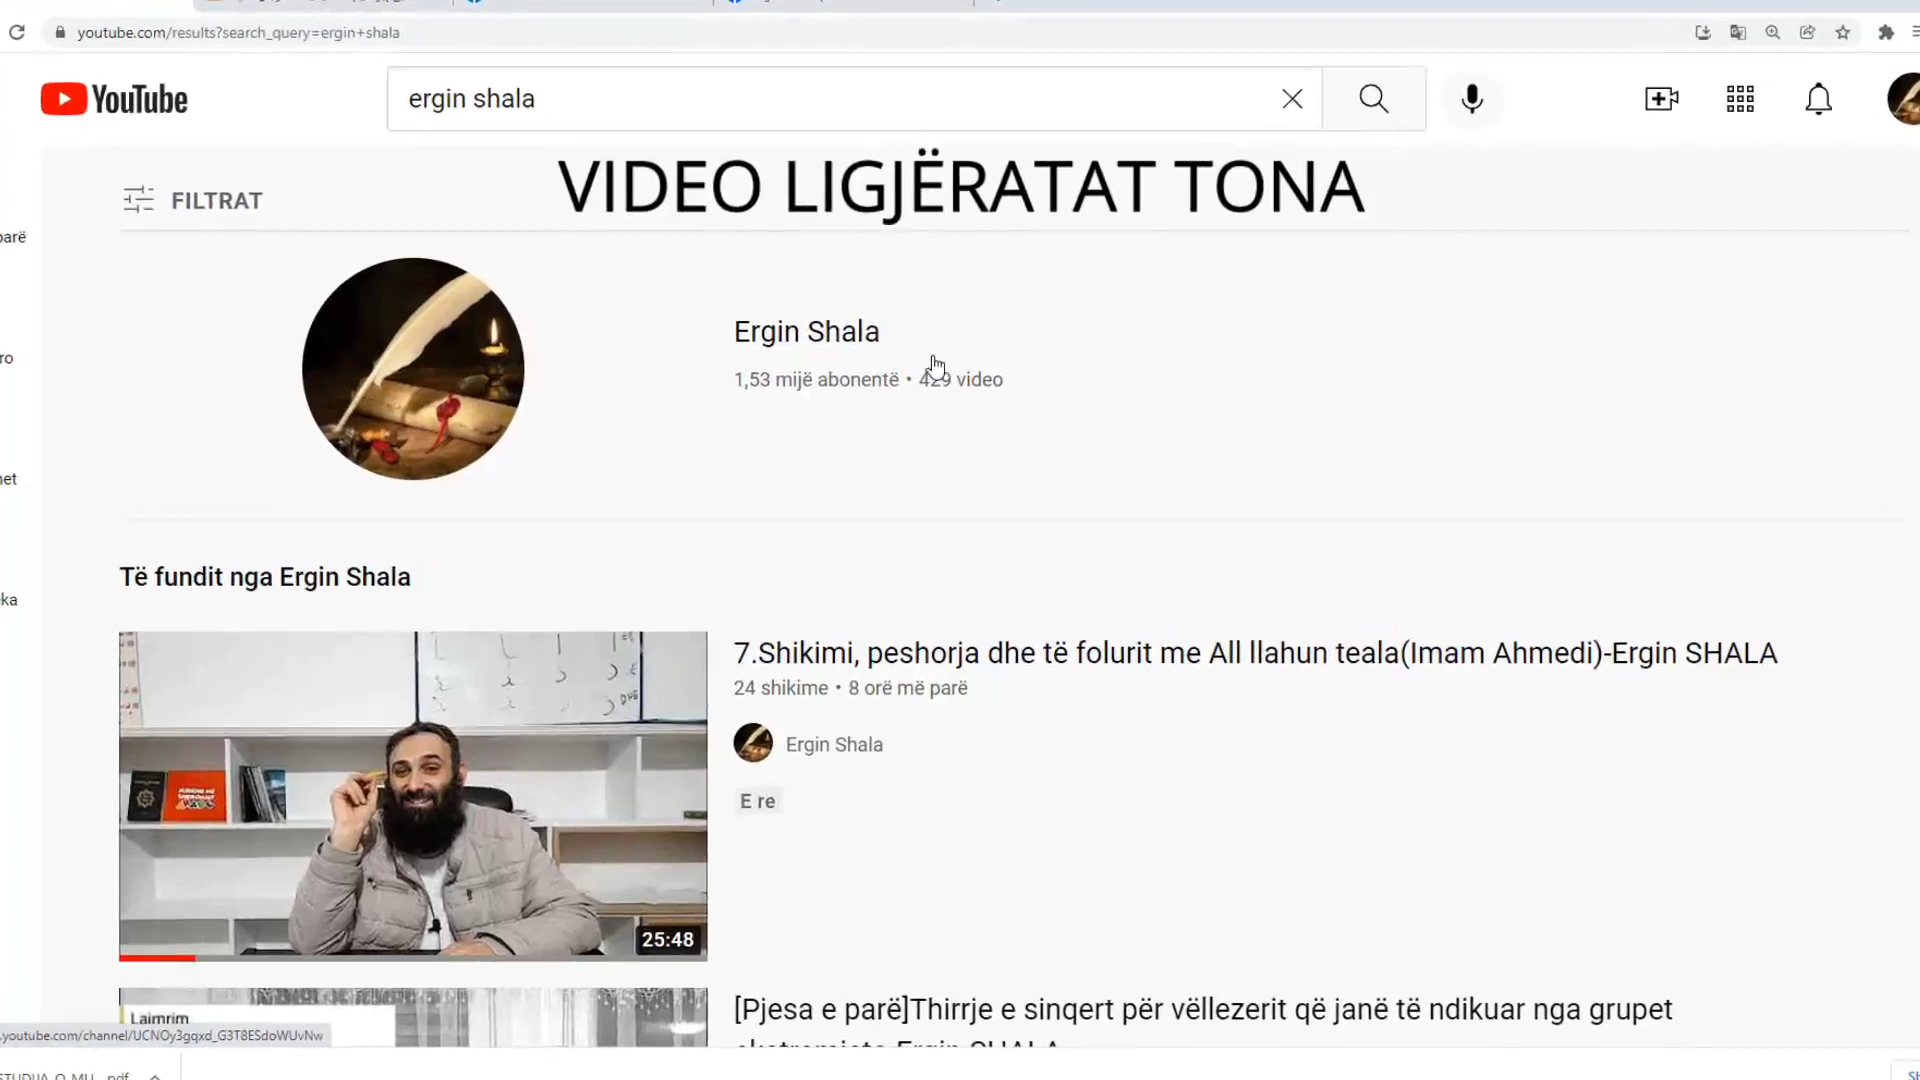 youtube.com/results?search_query=ergin+shala
YouTube
ergin shala
VIDEO LIGJËRATAT TONA
FILTRAT
parë
Ergin Shala
1,53 mijë abonentë • 429 video
Të fundit nga Ergin Shala
7.Shikimi, peshorja dhe të folurit me All llahun teala(Imam Ahmedi)-Ergin SHALA
24 shikime • 8 orë më parë
Ergin Shala
E re
25:48
[Pjesa e parë]Thirrje e sinqert për vëllezerit që janë të ndikuar nga grupet
Lajmrim
.youtube.com/channel/UCNOy3gqxd_G3T8ESdoWUvNw